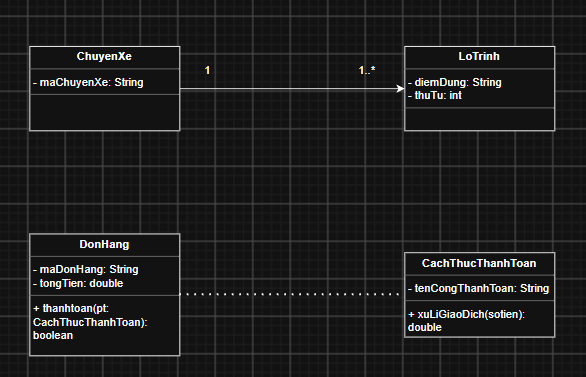 ChuyenXe
- maChuyenXe: String
1
1..*
LoTrinh
- diemDung: String
- thuTu: int
DonHang
- maDonHang: String
- tongTien: double
+ thanhtoan(pt:
CachThucThanhToan):
boolean
CachThucThanhToan
- tenCongThanhToan: String
+ xuLiGiaoDich(sotien):
double